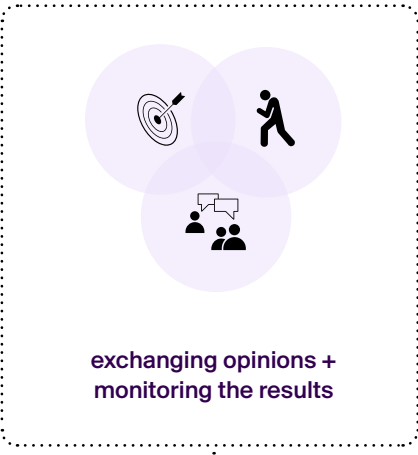 exchanging opinions +
monitoring the results